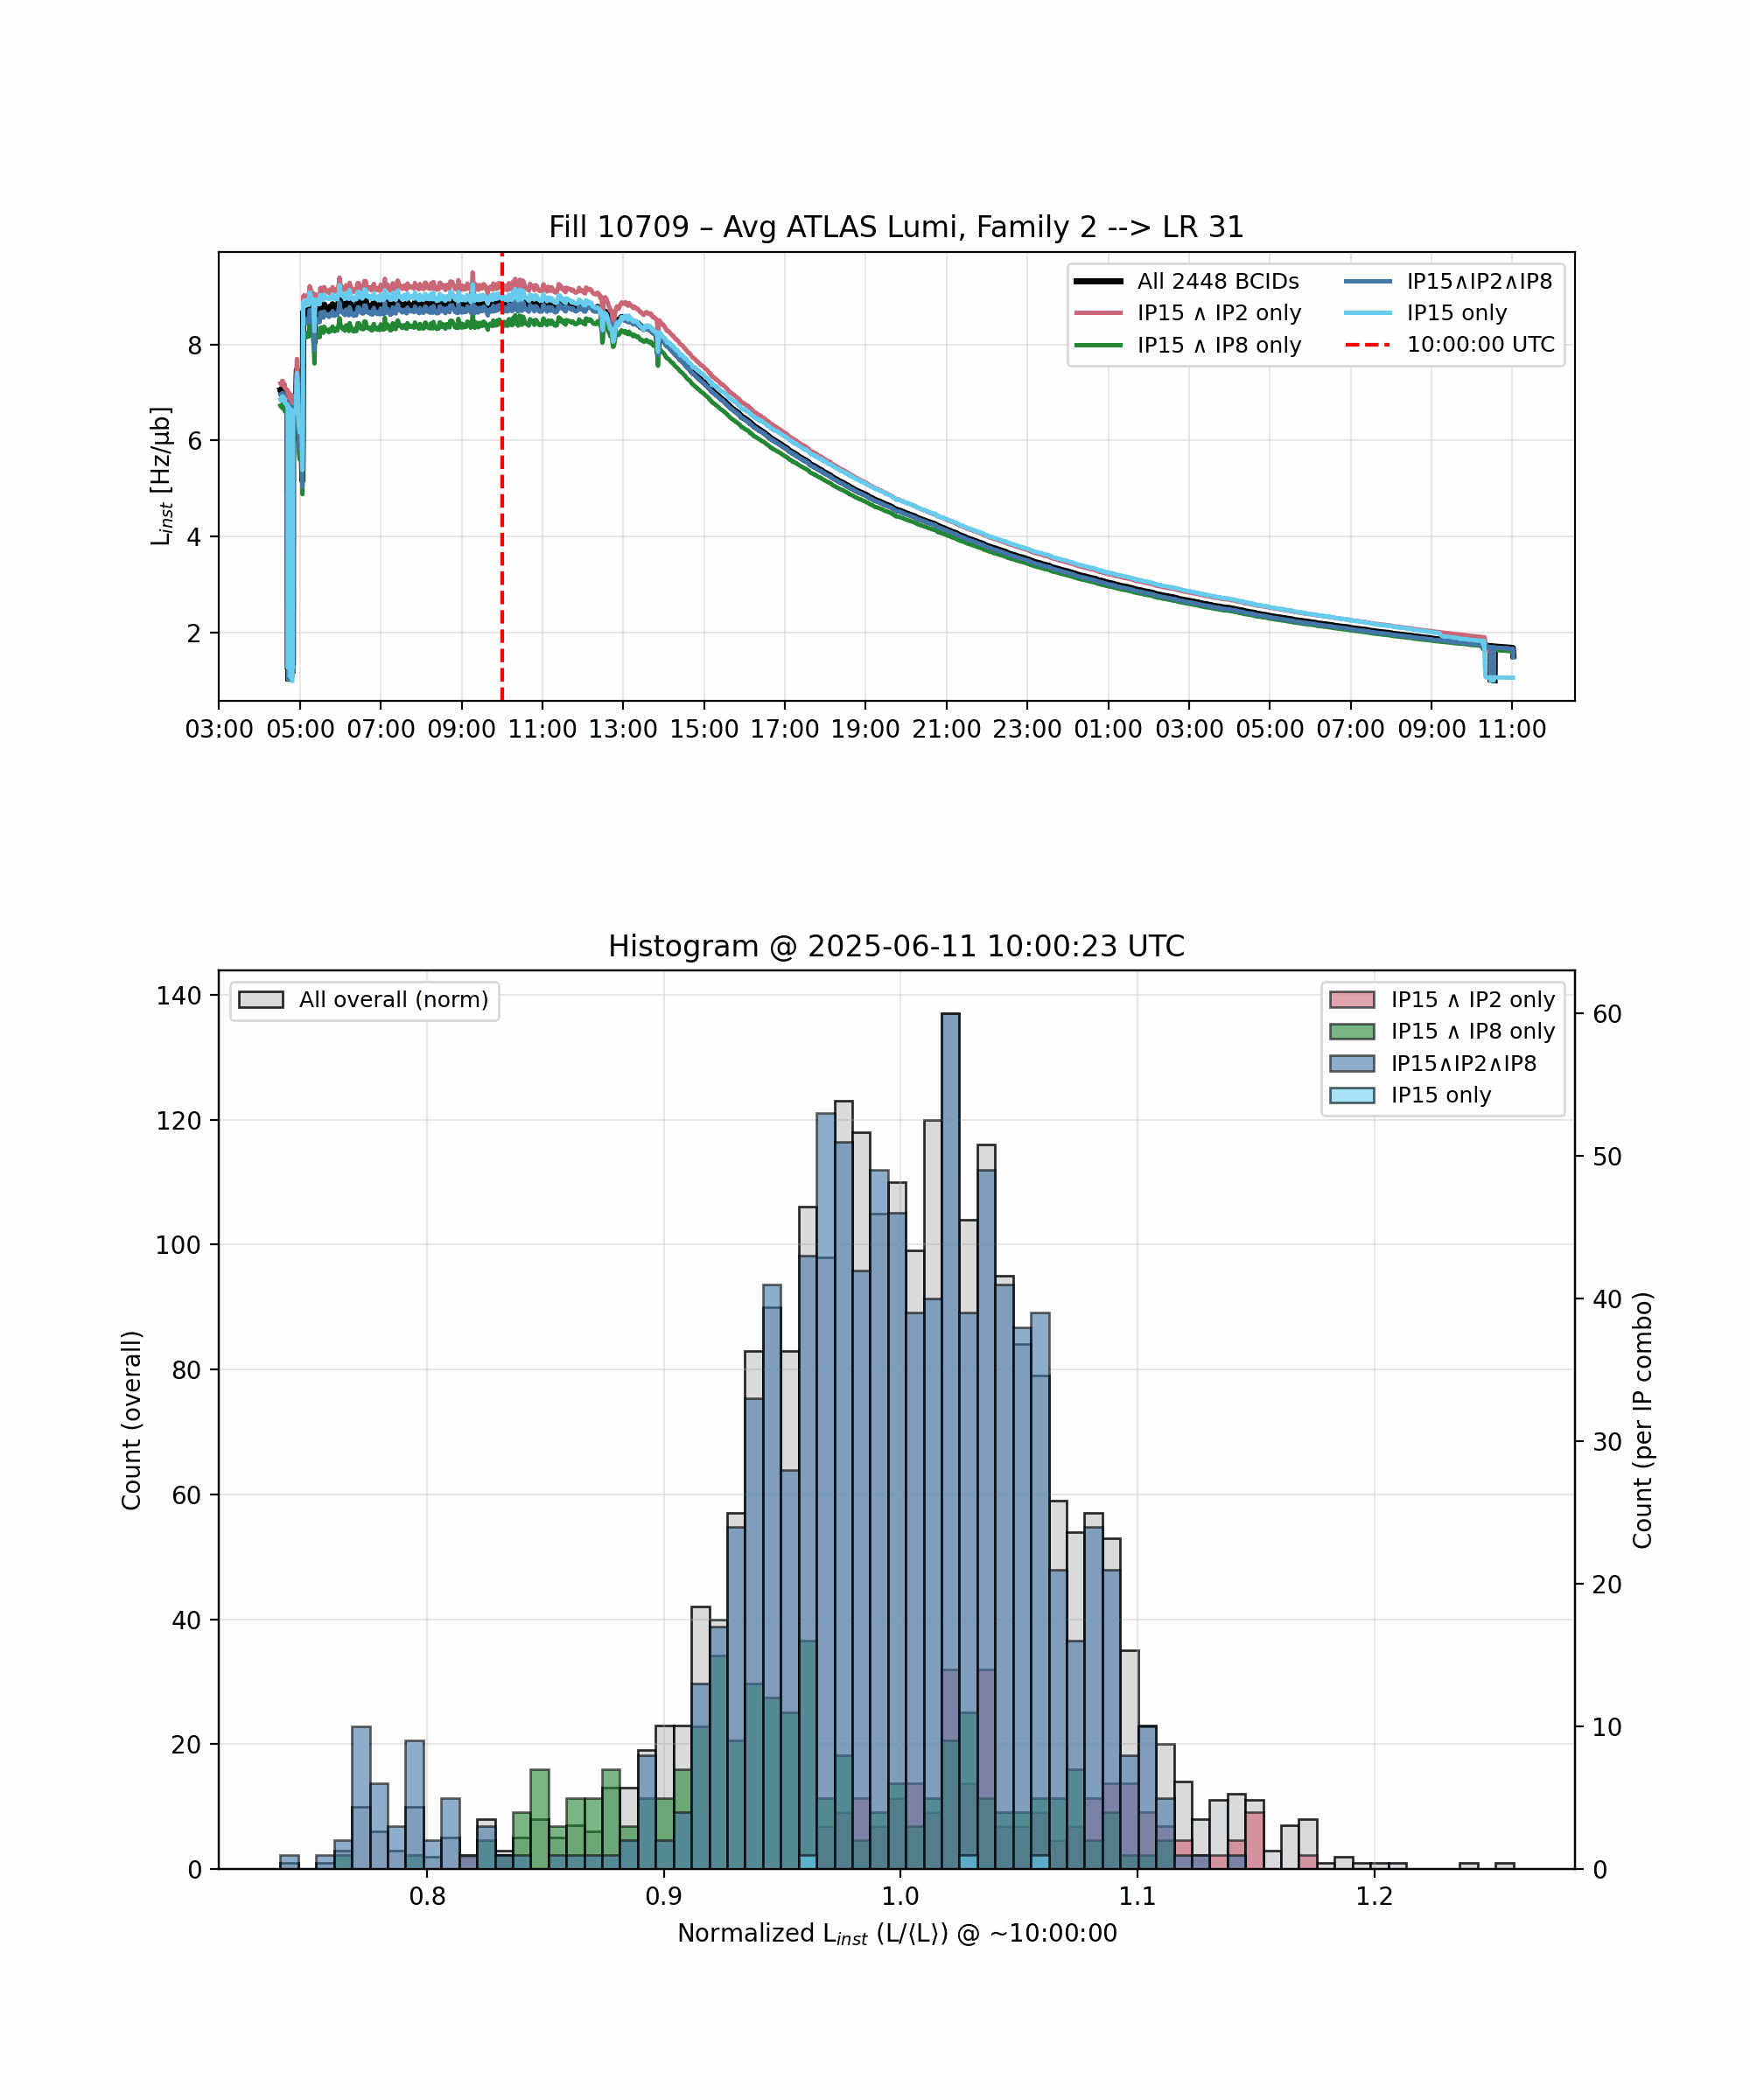 Fill 10709 – Avg ATLAS Lumi, Family 2 --> LR 31
L_inst [Hz/μb]
8
6
4
2
All 2448 BCIDs
IP15 ∧ IP2 only
IP15 ∧ IP8 only
IP15∧IP2∧IP8
IP15 only
10:00:00 UTC
03:00 05:00 07:00 09:00 11:00 13:00 15:00 17:00 19:00 21:00 23:00 01:00 03:00 05:00 07:00 09:00 11:00
Histogram @ 2025-06-11 10:00:23 UTC
All overall (norm)
IP15 ∧ IP2 only
IP15 ∧ IP8 only
IP15∧IP2∧IP8
IP15 only
Count (overall)
140
120
100
80
60
40
20
0
60
50
40
30
20
10
0
Count (per IP combo)
0.8 0.9 1.0 1.1 1.2
Normalized L_inst (L/⟨L⟩) @ ~10:00:00